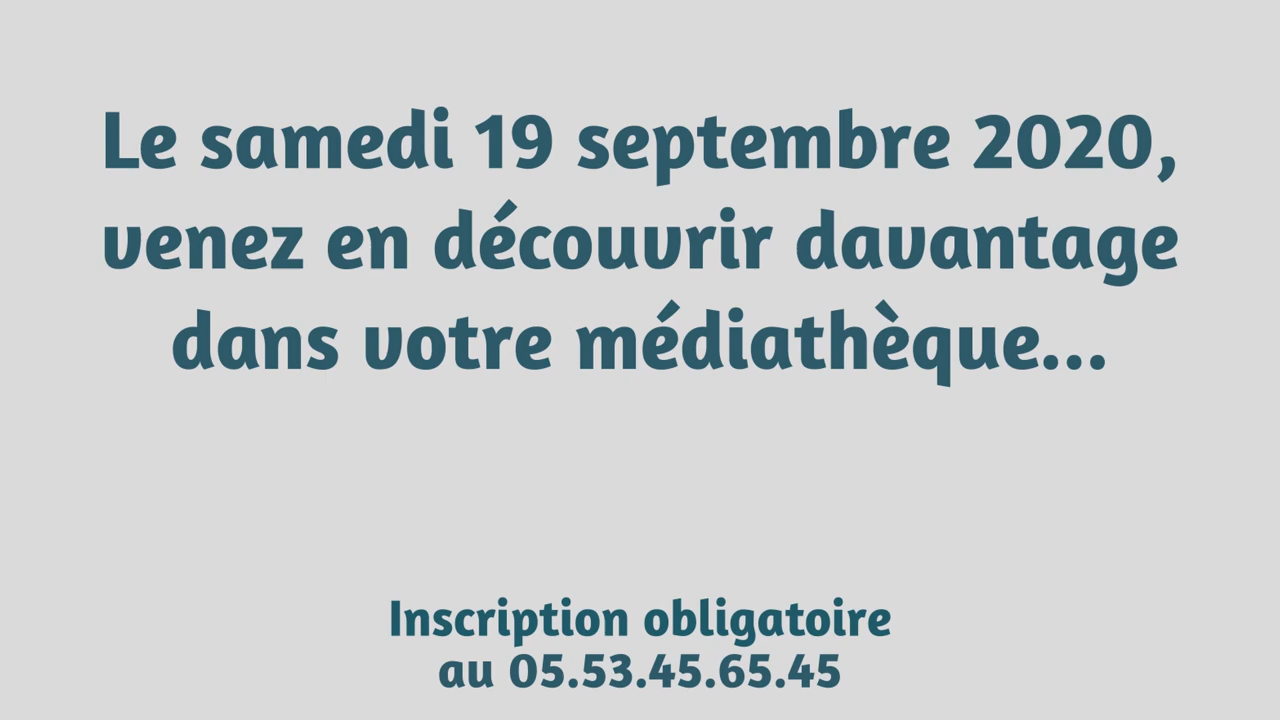 Le samedi 19 septembre 2020,
venez en découvrir davantage
dans votre médiathèque...
Inscription obligatoire
au 05.53.45.65.45